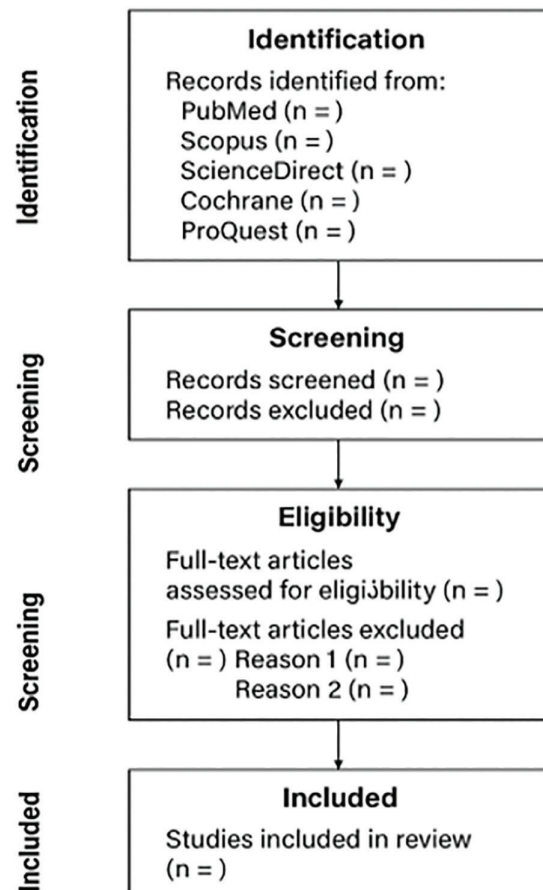 Identification
Identification
Records identified from:
PubMed (n = )
Scopus (n = )
ScienceDirect (n = )
Cochrane (n = )
ProQuest (n = )
Screening
Screening
Records screened (n = )
Records excluded (n = )
Screening
Eligibility
Full-text articles
assessed for eligibility (n = )
Full-text articles excluded
(n = ) Reason 1 (n = )
Reason 2 (n = )
Included
Included
Studies included in review
(n = )